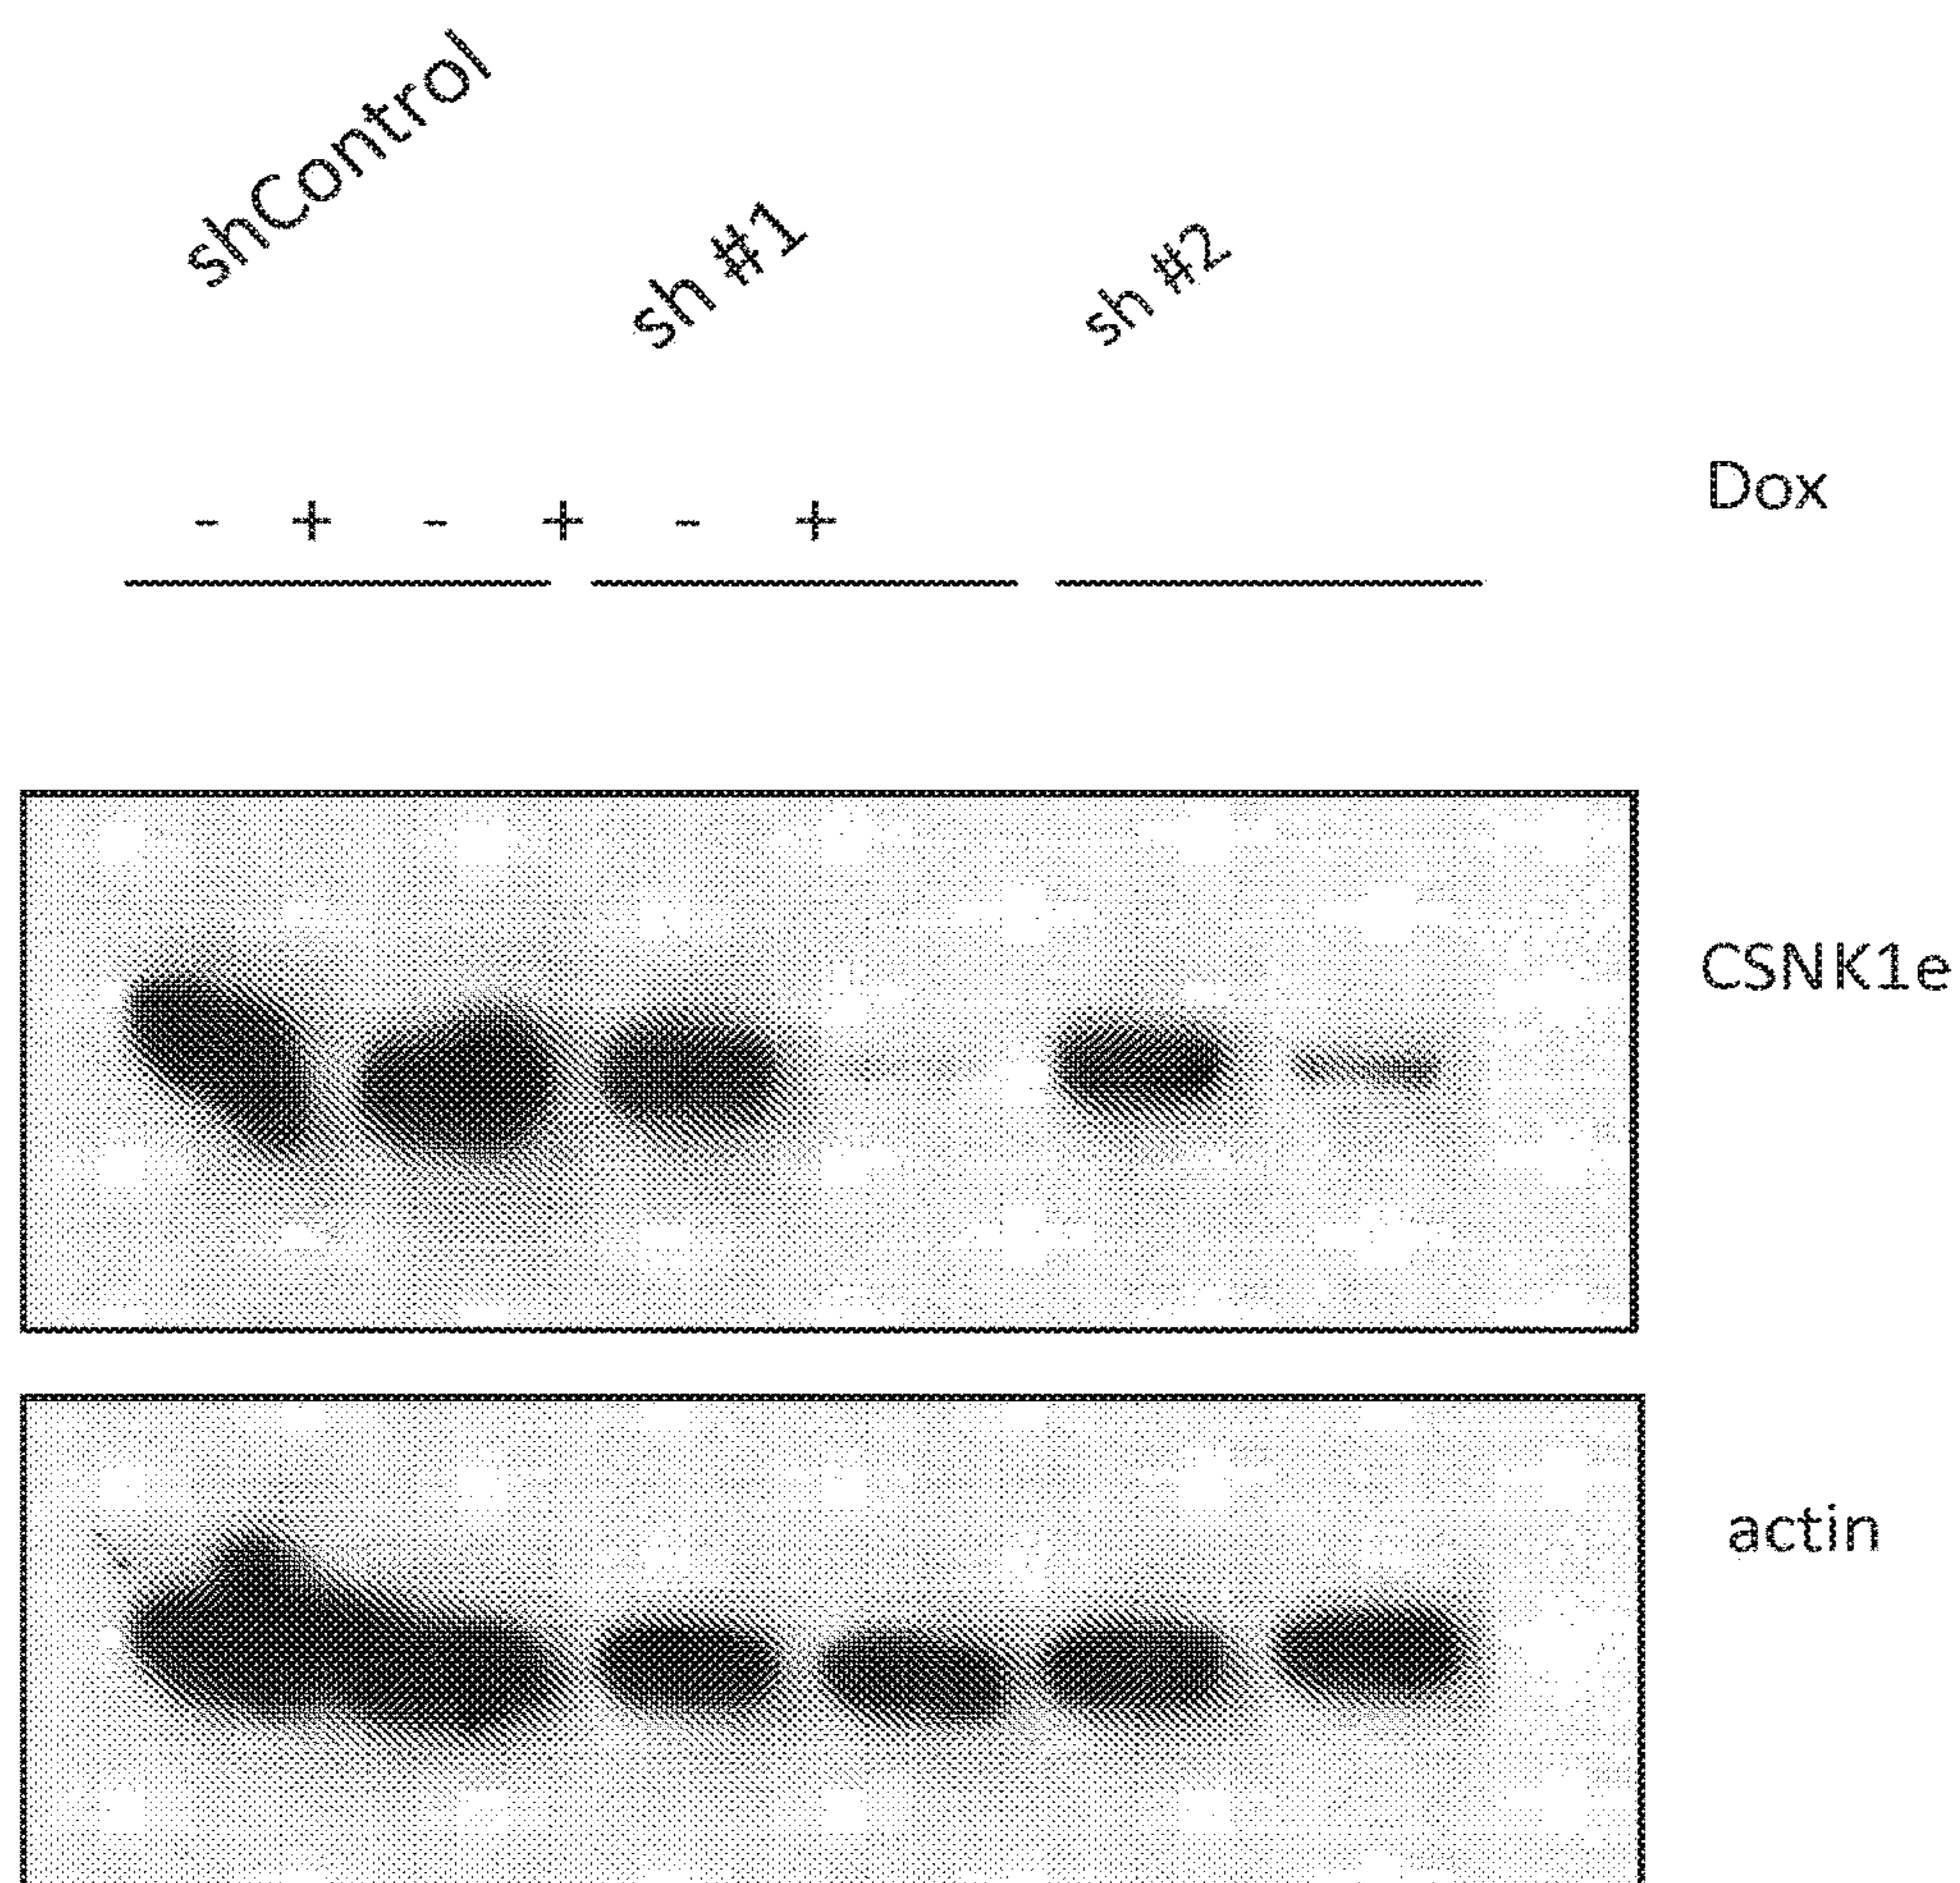 shControl
sh #1
sh #2
Dox
- + - + - +
CSNK1e
actin